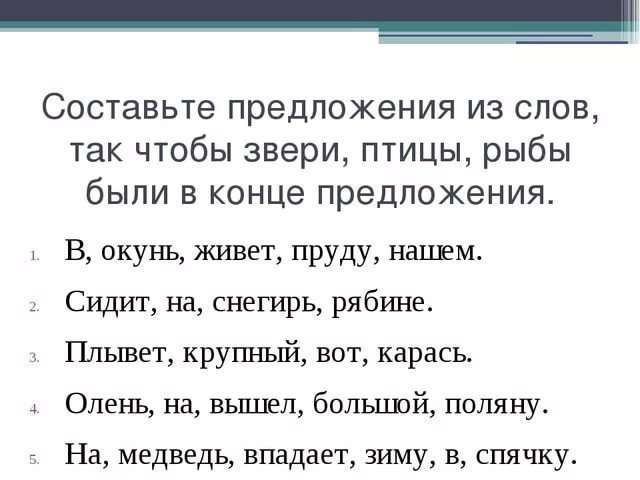 Составьте предложения из слов,
так чтобы звери, птицы, рыбы
были в конце предложения.
1. В, окунь, живет, пруду, нашем.
2. Сидит, на, снегирь, рябине.
3. Плывет, крупный, вот, карась.
4. Олень, на, вышел, большой, поляну.
5. На, медведь, впадает, зиму, в, спячку.